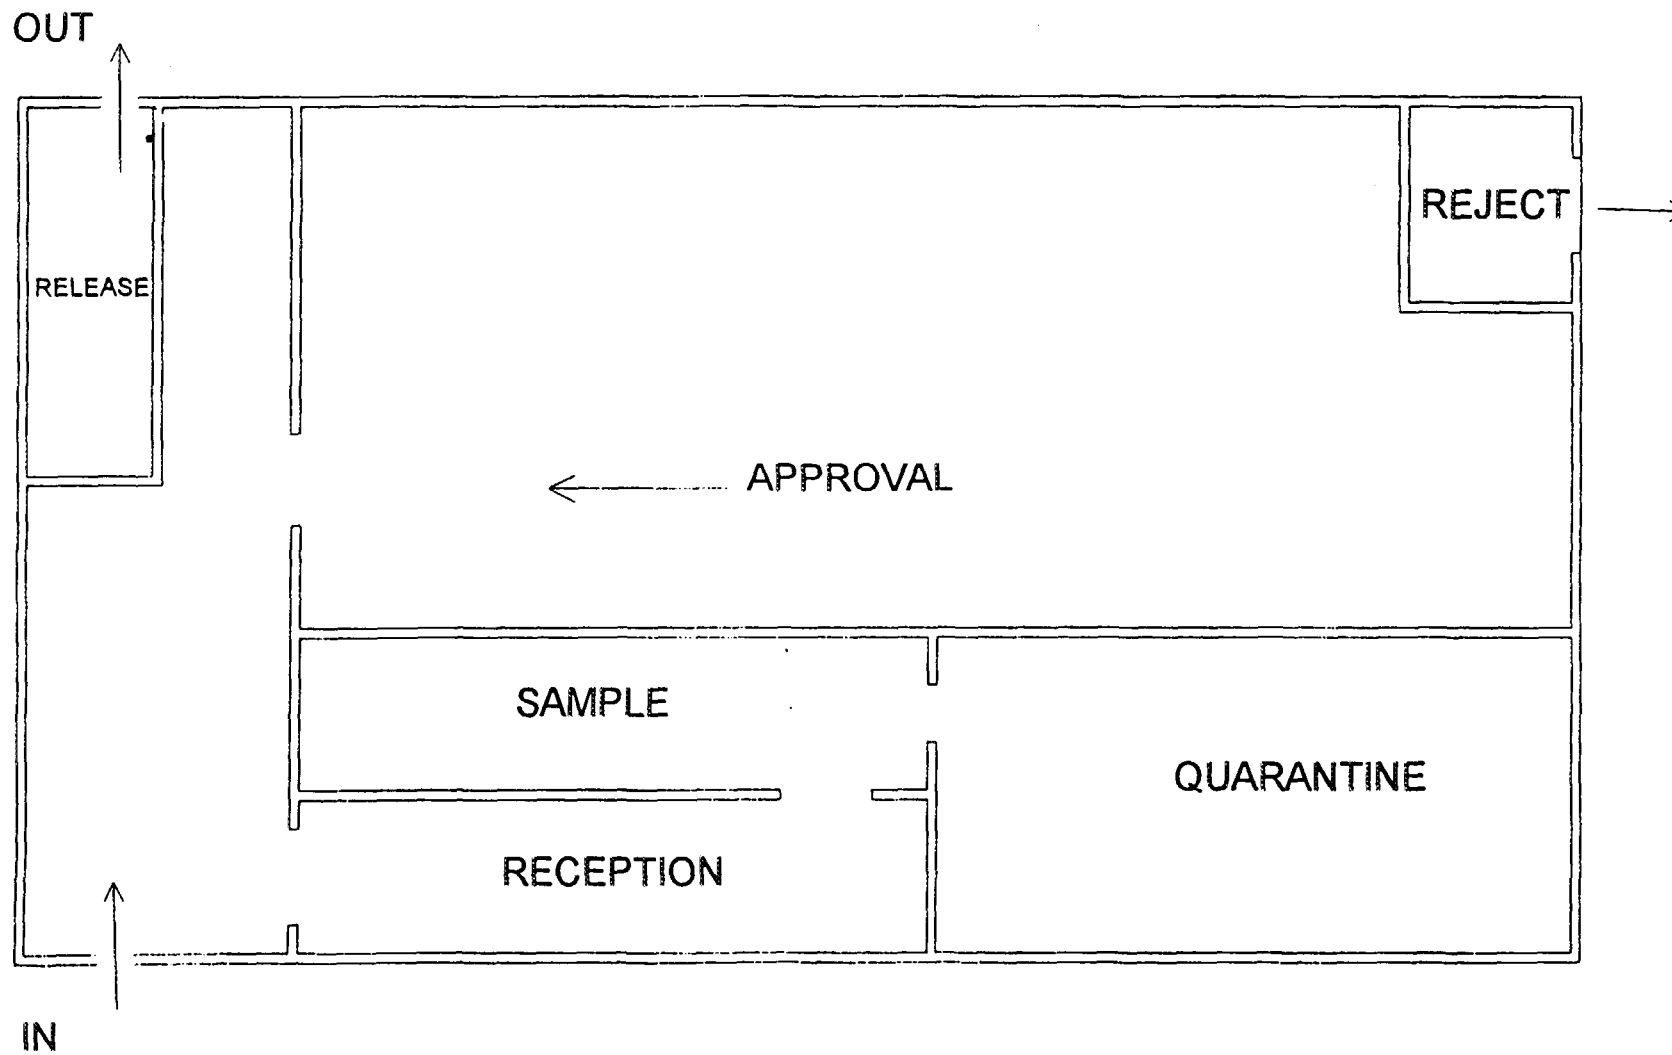 OUT
REJECT
RELEASE
APPROVAL
SAMPLE
QUARANTINE
RECEPTION
IN